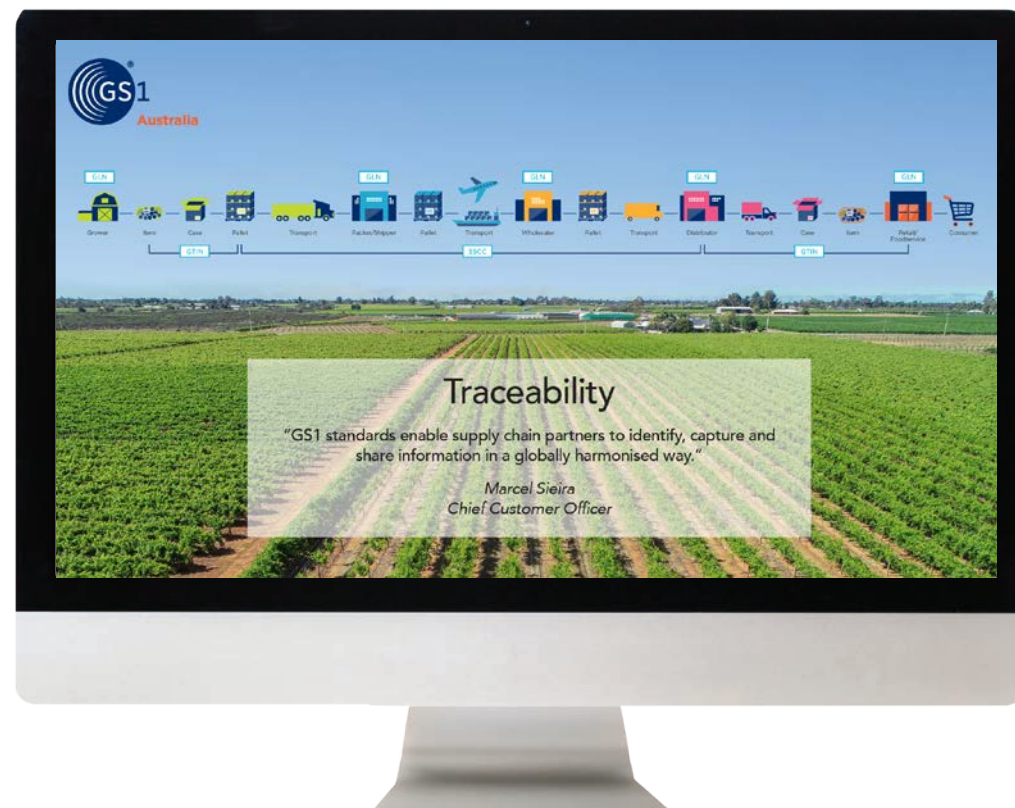 GS1
Australia
GLN GLN GLN GLN GLN
Grower Item Case Pallet Transport Packer/Shipper Pallet Transport Wholesaler Pallet Transport Distributor Transport Case Item Retail/ Consumer
Foodservice
GTIN SSCC GTIN
Traceability
"GS1 standards enable supply chain partners to identify, capture and
share information in a globally harmonised way."
Marcel Sieira
Chief Customer Officer